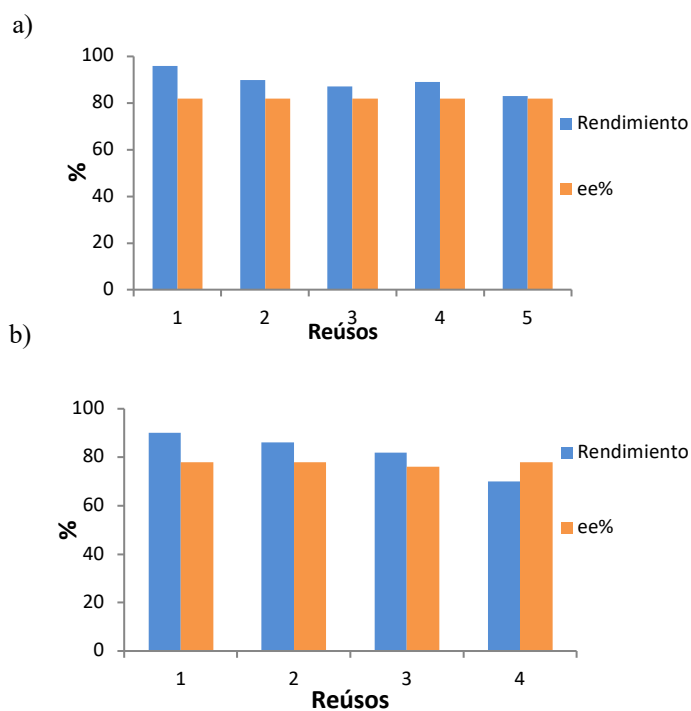 a)
100
80
60
40
20
0
%
1 2 3 4 5
Reúsos
Rendimiento
ee%
b)
100
80
60
40
20
0
%
1 2 3 4
Reúsos
Rendimiento
ee%